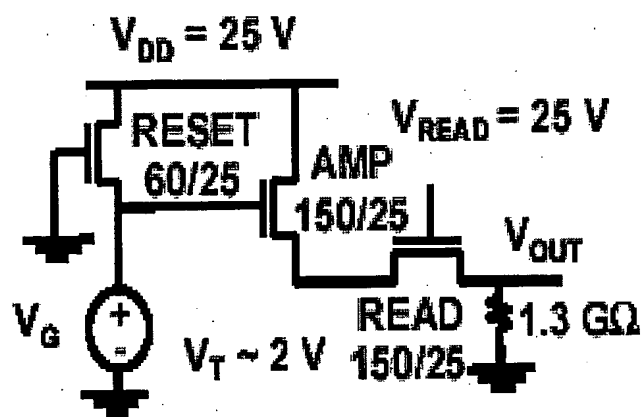 V_DD = 25 V
RESET
60/25
V_READ = 25 V
AMP
150/25
V_OUT
V_G
+
-
V_T ~ 2 V
READ
150/25
1.3 GΩ